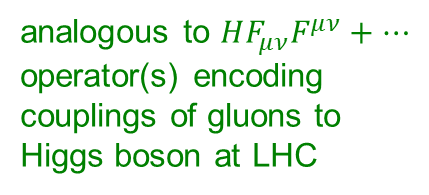 analogous to $HF_{\mu\nu}F^{\mu\nu} + \cdots$
operator(s) encoding
couplings of gluons to
Higgs boson at LHC